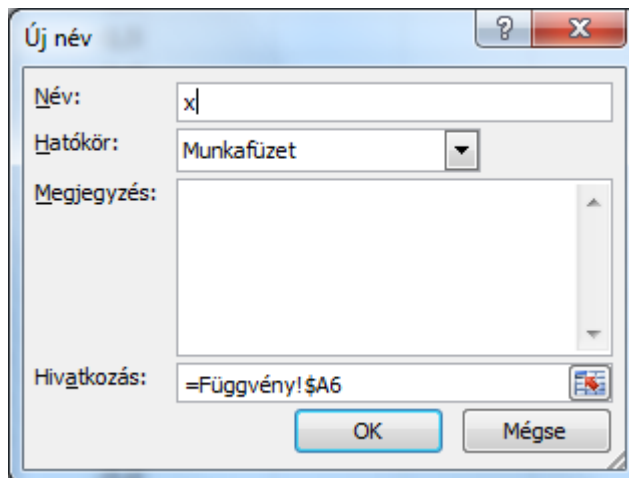 Új név
Név:
x
Hatókör:
Munkafüzet
Megjegyzés:
Hivatkozás:
=Függvény!$A6
OK
Mégse